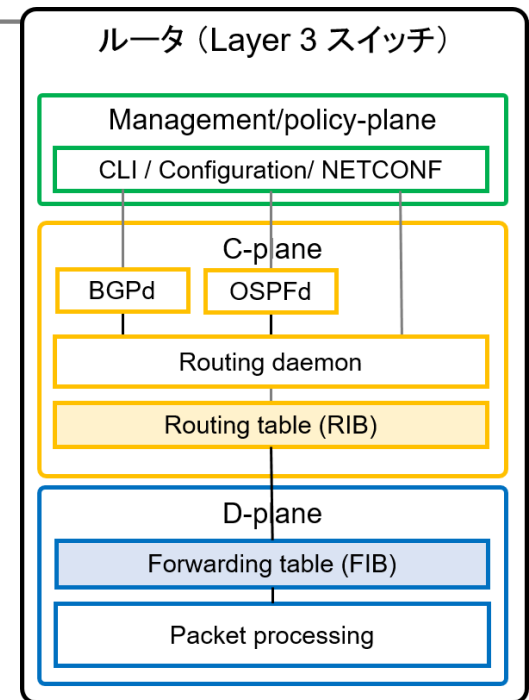 ルータ（Layer 3 スイッチ）
Management/policy-plane
CLI / Configuration/ NETCONF
C-plane
BGPd
OSPFd
Routing daemon
Routing table (RIB)
D-plane
Forwarding table (FIB)
Packet processing